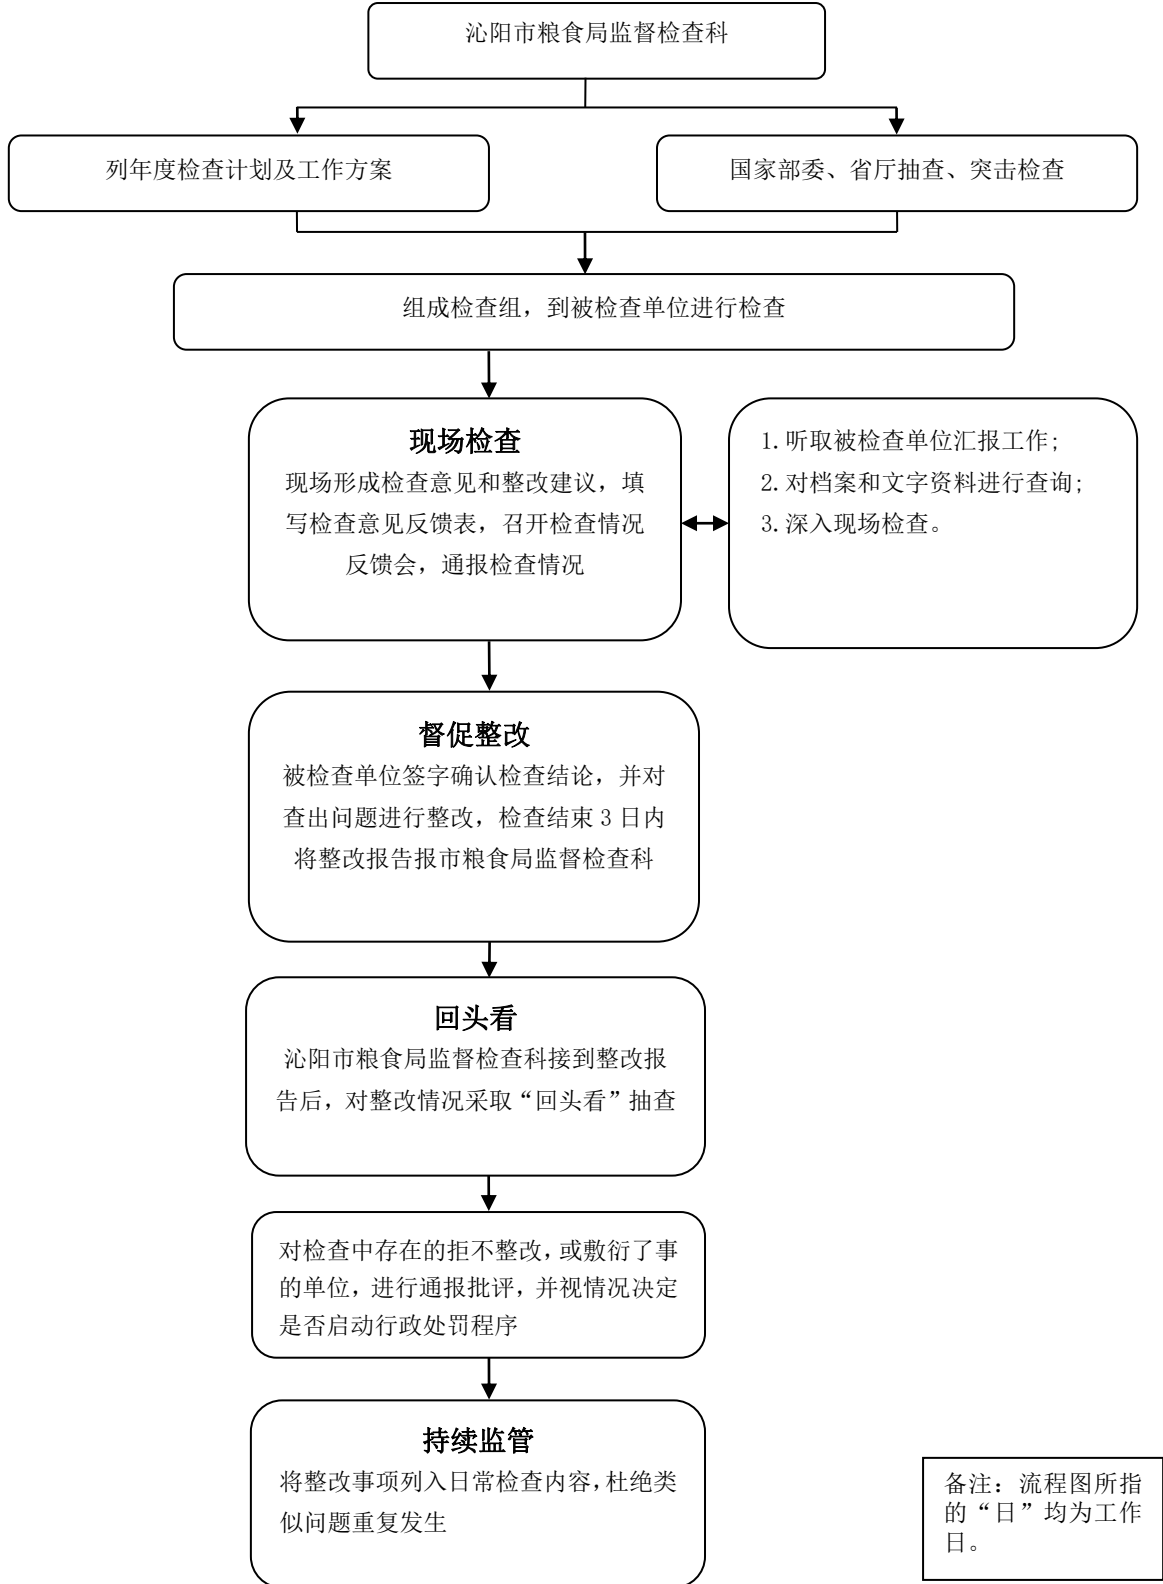 沁阳市粮食局监督检查科
列年度检查计划及工作方案
国家部委、省厅抽查、突击检查
组成检查组，到被检查单位进行检查
现场检查
现场形成检查意见和整改建议，填
写检查意见反馈表，召开检查情况
反馈会，通报检查情况
1.听取被检查单位汇报工作;
2.对档案和文字资料进行查询;
3.深入现场检查。
督促整改
被检查单位签字确认检查结论，并对
查出问题进行整改，检查结束 3 日内
将整改报告报市粮食局监督检查科
回头看
沁阳市粮食局监督检查科接到整改报
告后，对整改情况采取“回头看”抽查
对检查中存在的拒不整改，或敷衍了事
的单位，进行通报批评，并视情况决定
是否启动行政处罚程序
持续监管
将整改事项列入日常检查内容，杜绝类
似问题重复发生
备注：流程图所指
的“日”均为工作
日。